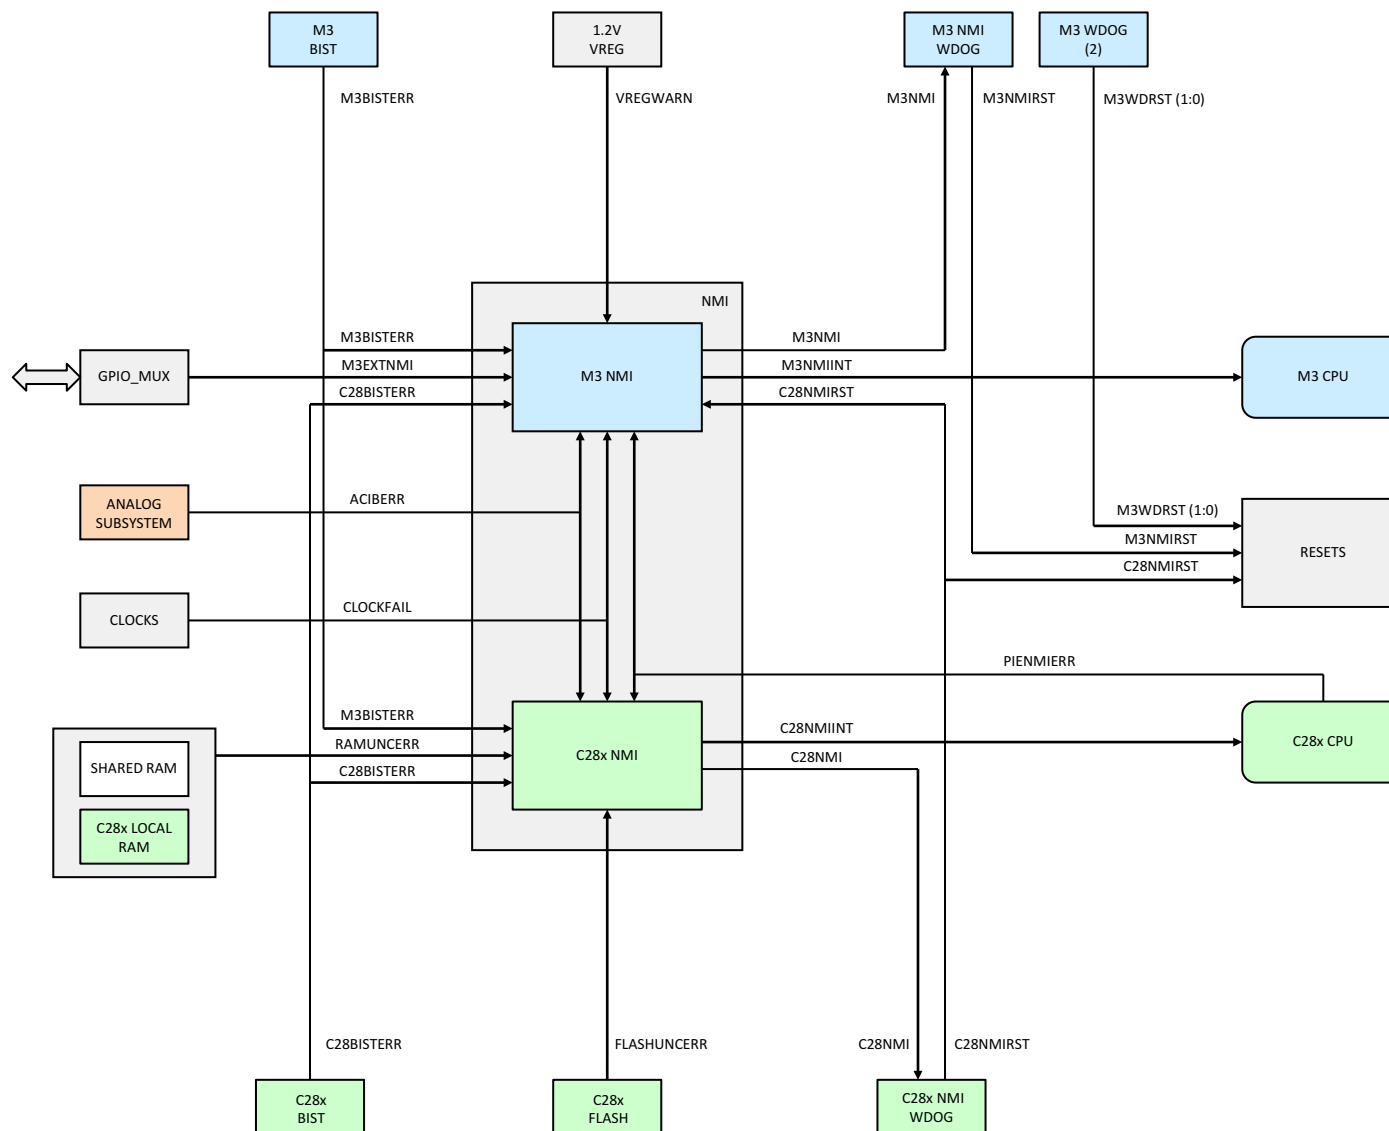 M3
BIST
1.2V
VREG
M3 NMI
WDOG
M3 WDOG
(2)
M3BISTERR
VREGWARN
M3NMI
M3NMIRST
M3WDRST (1:0)
NMI
M3BISTERR
M3NMI
M3EXTNMI
M3NMIINT
GPIO_MUX
M3 NMI
M3 CPU
C28BISTERR
C28NMIRST
ANALOG
SUBSYSTEM
ACIBERR
M3WDRST (1:0)
M3NMIRST
RESETS
C28NMIRST
CLOCKS
CLOCKFAIL
PIENMIERR
M3BISTERR
C28NMIINT
RAMUNCERR
C28x NMI
C28NMI
C28x CPU
SHARED RAM
C28BISTERR
C28x LOCAL
RAM
C28BISTERR
FLASHUNCERR
C28NMI
C28NMIRST
C28x
BIST
C28x
FLASH
C28x NMI
WDOG